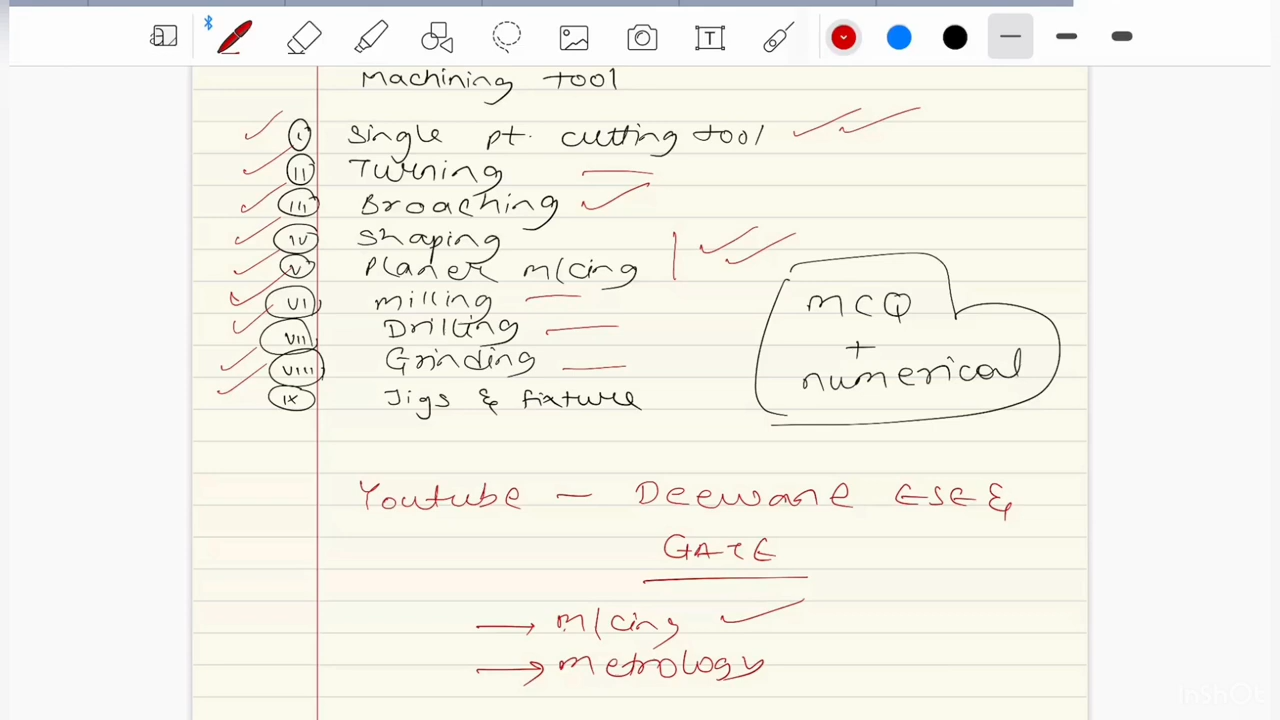 Machining tool
(i) Single pt. cutting tool
(ii) Turning
(iii) Broaching
(iv) Shaping
(v) Planer m/cing
(vi) milling
(vii) Drilling
(viii) Grinding
(ix) Jigs & fixture
MCQ
+
numerical
Youtube — Deewane ESE &
GATE
→ m/cing
→ metrology
InShOt